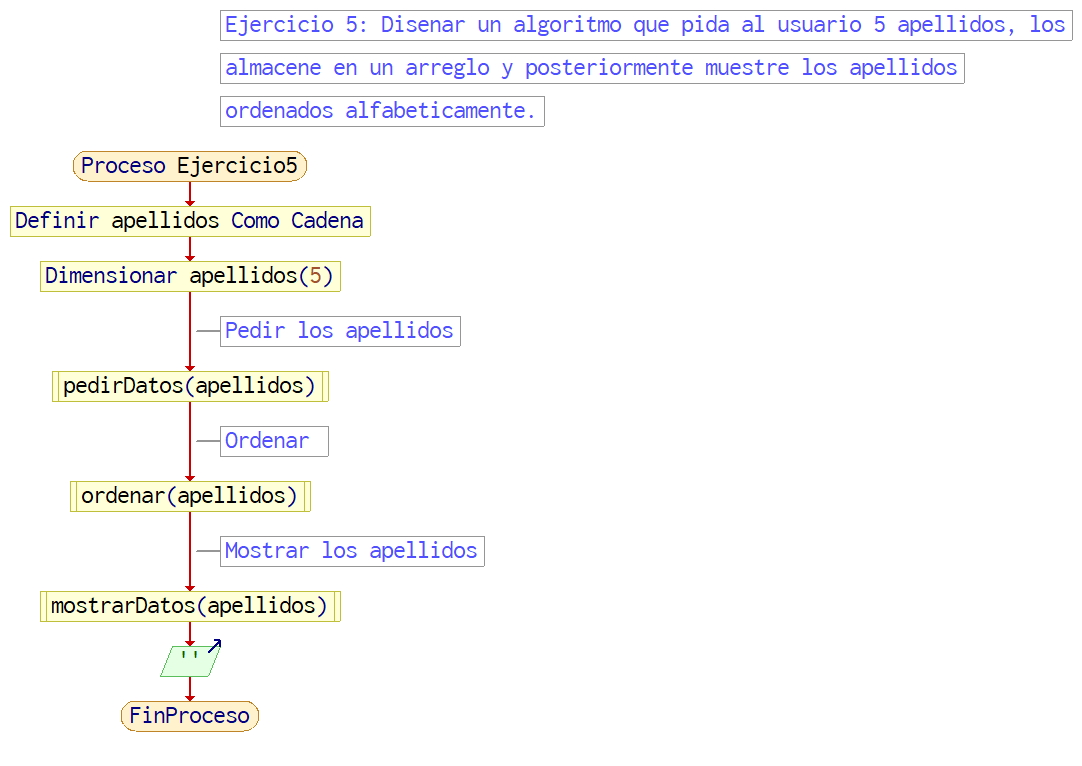 Ejercicio 5: Disenar un algoritmo que pida al usuario 5 apellidos, los
almacene en un arreglo y posteriormente muestre los apellidos
ordenados alfabeticamente.
Proceso Ejercicio5
Definir apellidos Como Cadena
Dimensionar apellidos(5)
Pedir los apellidos
pedirDatos(apellidos)
Ordenar
ordenar(apellidos)
Mostrar los apellidos
mostrarDatos(apellidos)
''
FinProceso